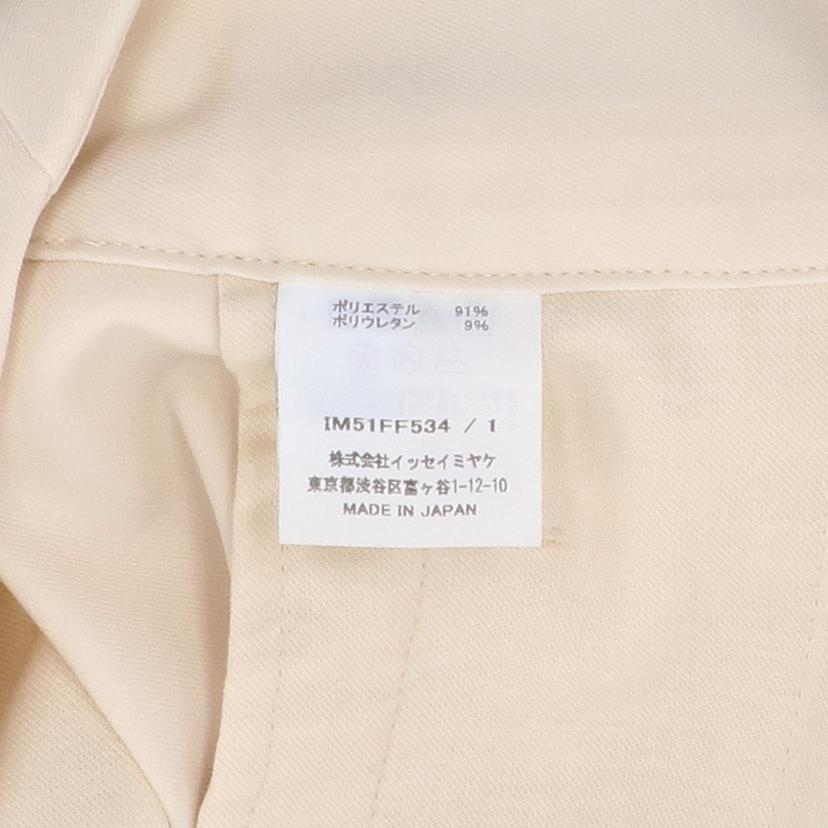 ポリエステル 91%
ポリウレタン 9%
IM51FF534 / 1
株式会社イッセイミヤケ
東京都渋谷区富ヶ谷1-12-10
MADE IN JAPAN